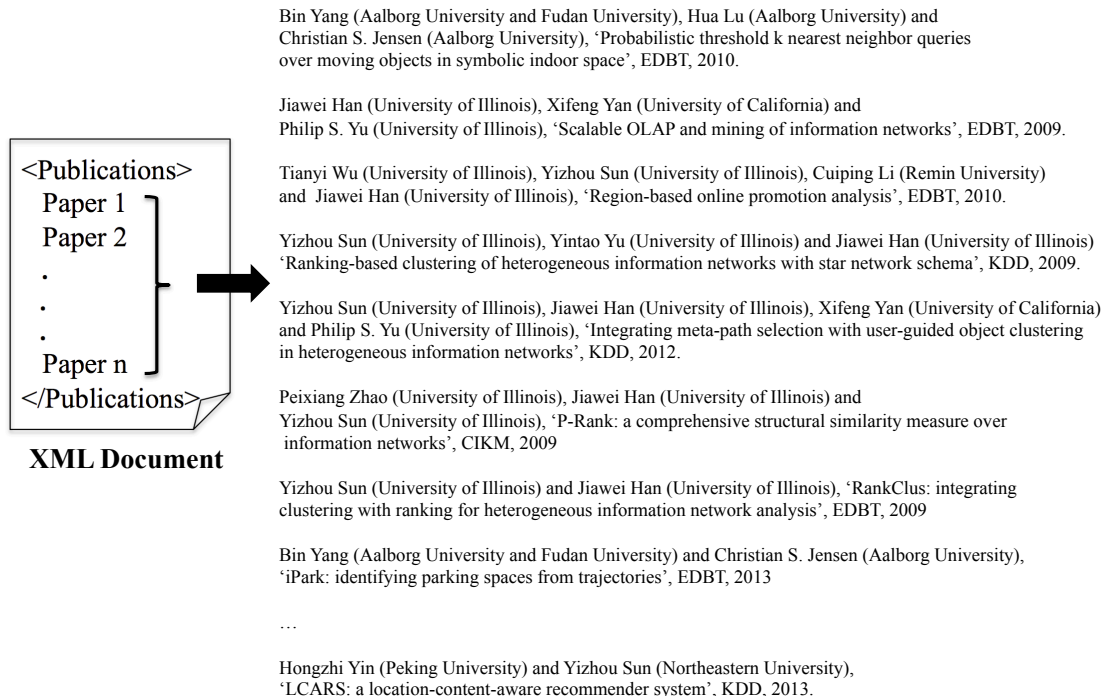 <Publications>
Paper 1
Paper 2
.
.
.
Paper n
</Publications>
XML Document
Bin Yang (Aalborg University and Fudan University), Hua Lu (Aalborg University) and
Christian S. Jensen (Aalborg University), ‘Probabilistic threshold k nearest neighbor queries
over moving objects in symbolic indoor space’, EDBT, 2010.
Jiawei Han (University of Illinois), Xifeng Yan (University of California) and
Philip S. Yu (University of Illinois), ‘Scalable OLAP and mining of information networks’, EDBT, 2009.
Tianyi Wu (University of Illinois), Yizhou Sun (University of Illinois), Cuiping Li (Remin University)
and Jiawei Han (University of Illinois), ‘Region-based online promotion analysis’, EDBT, 2010.
Yizhou Sun (University of Illinois), Yintao Yu (University of Illinois) and Jiawei Han (University of Illinois)
‘Ranking-based clustering of heterogeneous information networks with star network schema’, KDD, 2009.
Yizhou Sun (University of Illinois), Jiawei Han (University of Illinois), Xifeng Yan (University of California)
and Philip S. Yu (University of Illinois), ‘Integrating meta-path selection with user-guided object clustering
in heterogeneous information networks’, KDD, 2012.
Peixiang Zhao (University of Illinois), Jiawei Han (University of Illinois) and
Yizhou Sun (University of Illinois), ‘P-Rank: a comprehensive structural similarity measure over
information networks’, CIKM, 2009
Yizhou Sun (University of Illinois) and Jiawei Han (University of Illinois), ‘RankClus: integrating
clustering with ranking for heterogeneous information network analysis’, EDBT, 2009
Bin Yang (Aalborg University and Fudan University) and Christian S. Jensen (Aalborg University),
‘iPark: identifying parking spaces from trajectories’, EDBT, 2013
…
Hongzhi Yin (Peking University) and Yizhou Sun (Northeastern University),
‘LCARS: a location-content-aware recommender system’, KDD, 2013.